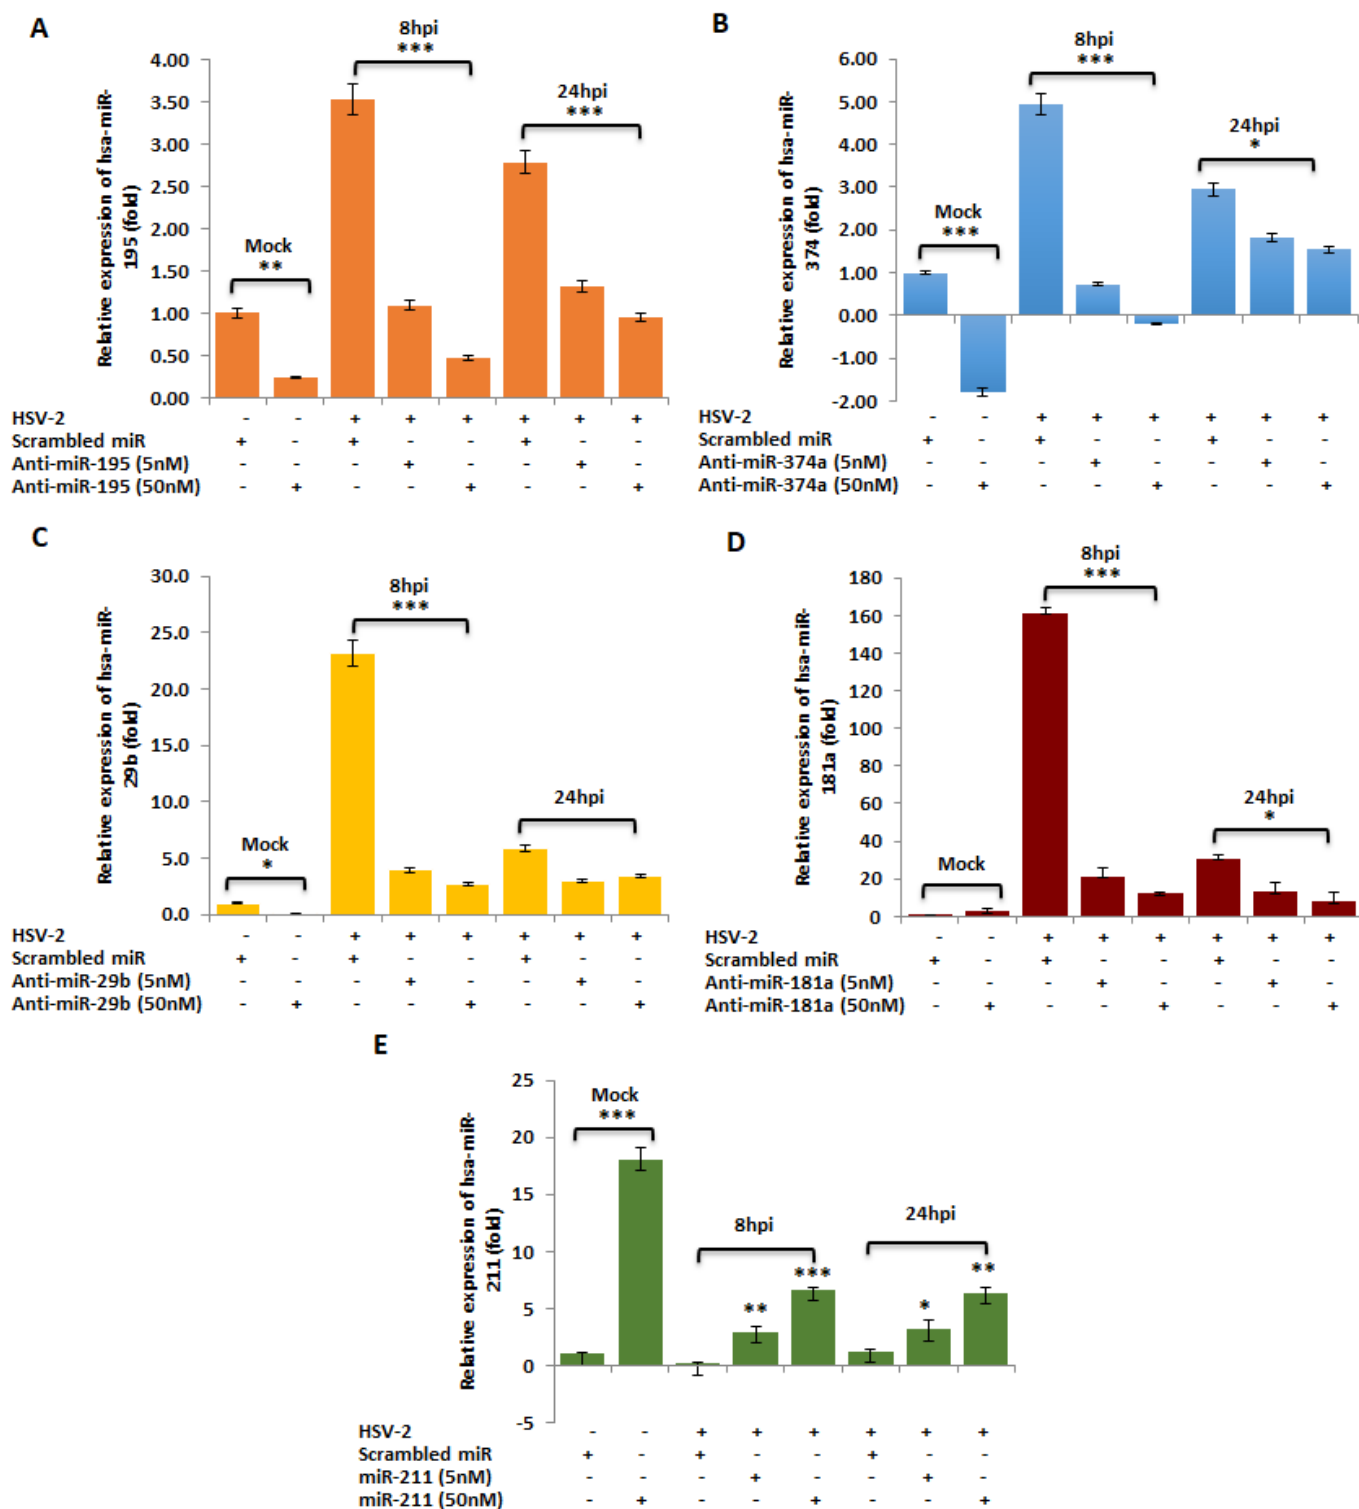 A
8hpi
***
24hpi
***
Mock
**
Relative expression of hsa-miR-
195 (fold)
4.00
3.50
3.00
2.50
2.00
1.50
1.00
0.50
0.00
HSV-2 - - + + + + + +
Scrambled miR + - + - - + - -
Anti-miR-195 (5nM) - - - + - - + -
Anti-miR-195 (50nM) - + - - + - - +
B
8hpi
***
24hpi
*
Mock
***
Relative expression of hsa-miR-
374 (fold)
6.00
5.00
4.00
3.00
2.00
1.00
0.00
-1.00
-2.00
HSV-2 - - + + + + + +
Scrambled miR + - + - - + - -
Anti-miR-374a (5nM) - - - + - - + -
Anti-miR-374a (50nM) - + - - + - - +
C
8hpi
***
24hpi
Mock
*
Relative expression of hsa-miR-
29b (fold)
30.0
25.0
20.0
15.0
10.0
5.0
0.0
HSV-2 - - + + + + + +
Scrambled miR + - + - - + - -
Anti-miR-29b (5nM) - - - + - - + -
Anti-miR-29b (50nM) - + - - + - - +
D
8hpi
***
24hpi
*
Mock
Relative expression of hsa-miR-
181a (fold)
180
160
140
120
100
80
60
40
20
0
HSV-2 - - + + + + + +
Scrambled miR + - + - - + - -
Anti-miR-181a (5nM) - - - + - - + -
Anti-miR-181a (50nM) - + - - + - - +
E
Mock
***
8hpi
**
***
24hpi
*
**
Relative expression of hsa-miR-
211 (fold)
25
20
15
10
5
0
-5
HSV-2 - - + + + + + +
Scrambled miR + - + - - + - -
miR-211 (5nM) - - - + - - + -
miR-211 (50nM) - + - - + - - +